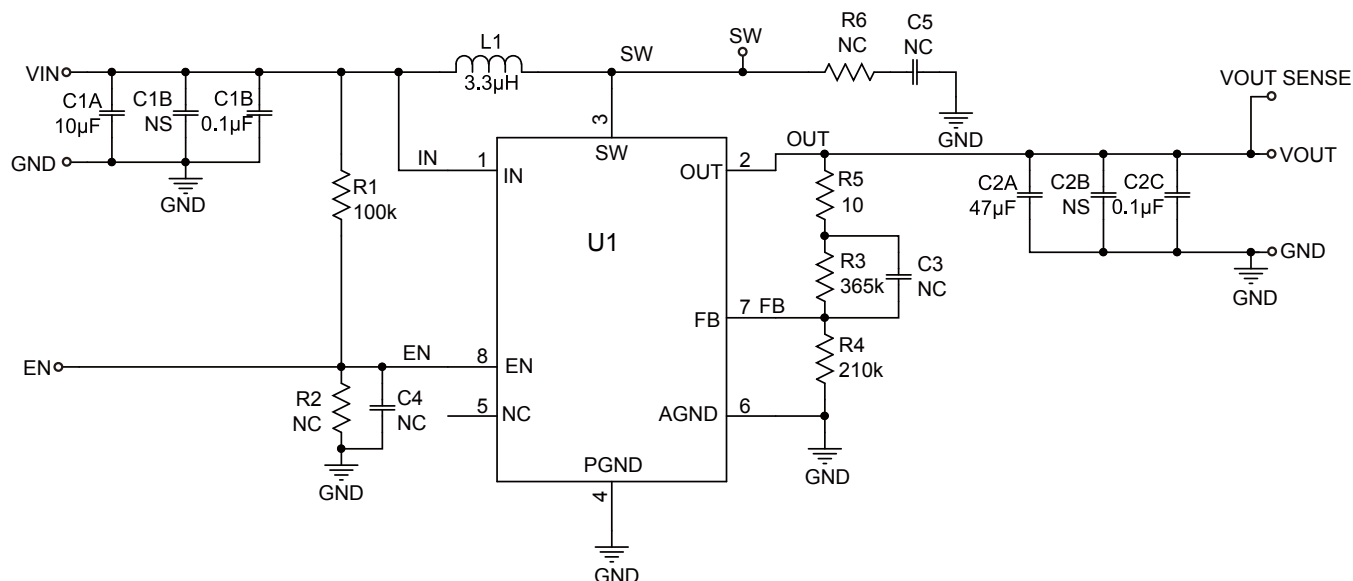 VIN
GND
C1A
10µF
C1B
NS
C1B
0.1µF
GND
L1
3.3µH
SW
SW
R6
NC
C5
NC
GND
VOUT SENSE
VOUT
GND
IN
R1
100k
U1
1
IN
3
SW
2
OUT
OUT
R5
10
R3
365k
C3
NC
7
FB
FB
R4
210k
6
AGND
GND
C2A
47µF
C2B
NS
C2C
0.1µF
GND
EN
EN
8
EN
5
NC
R2
NC
C4
NC
GND
PGND
4
GND